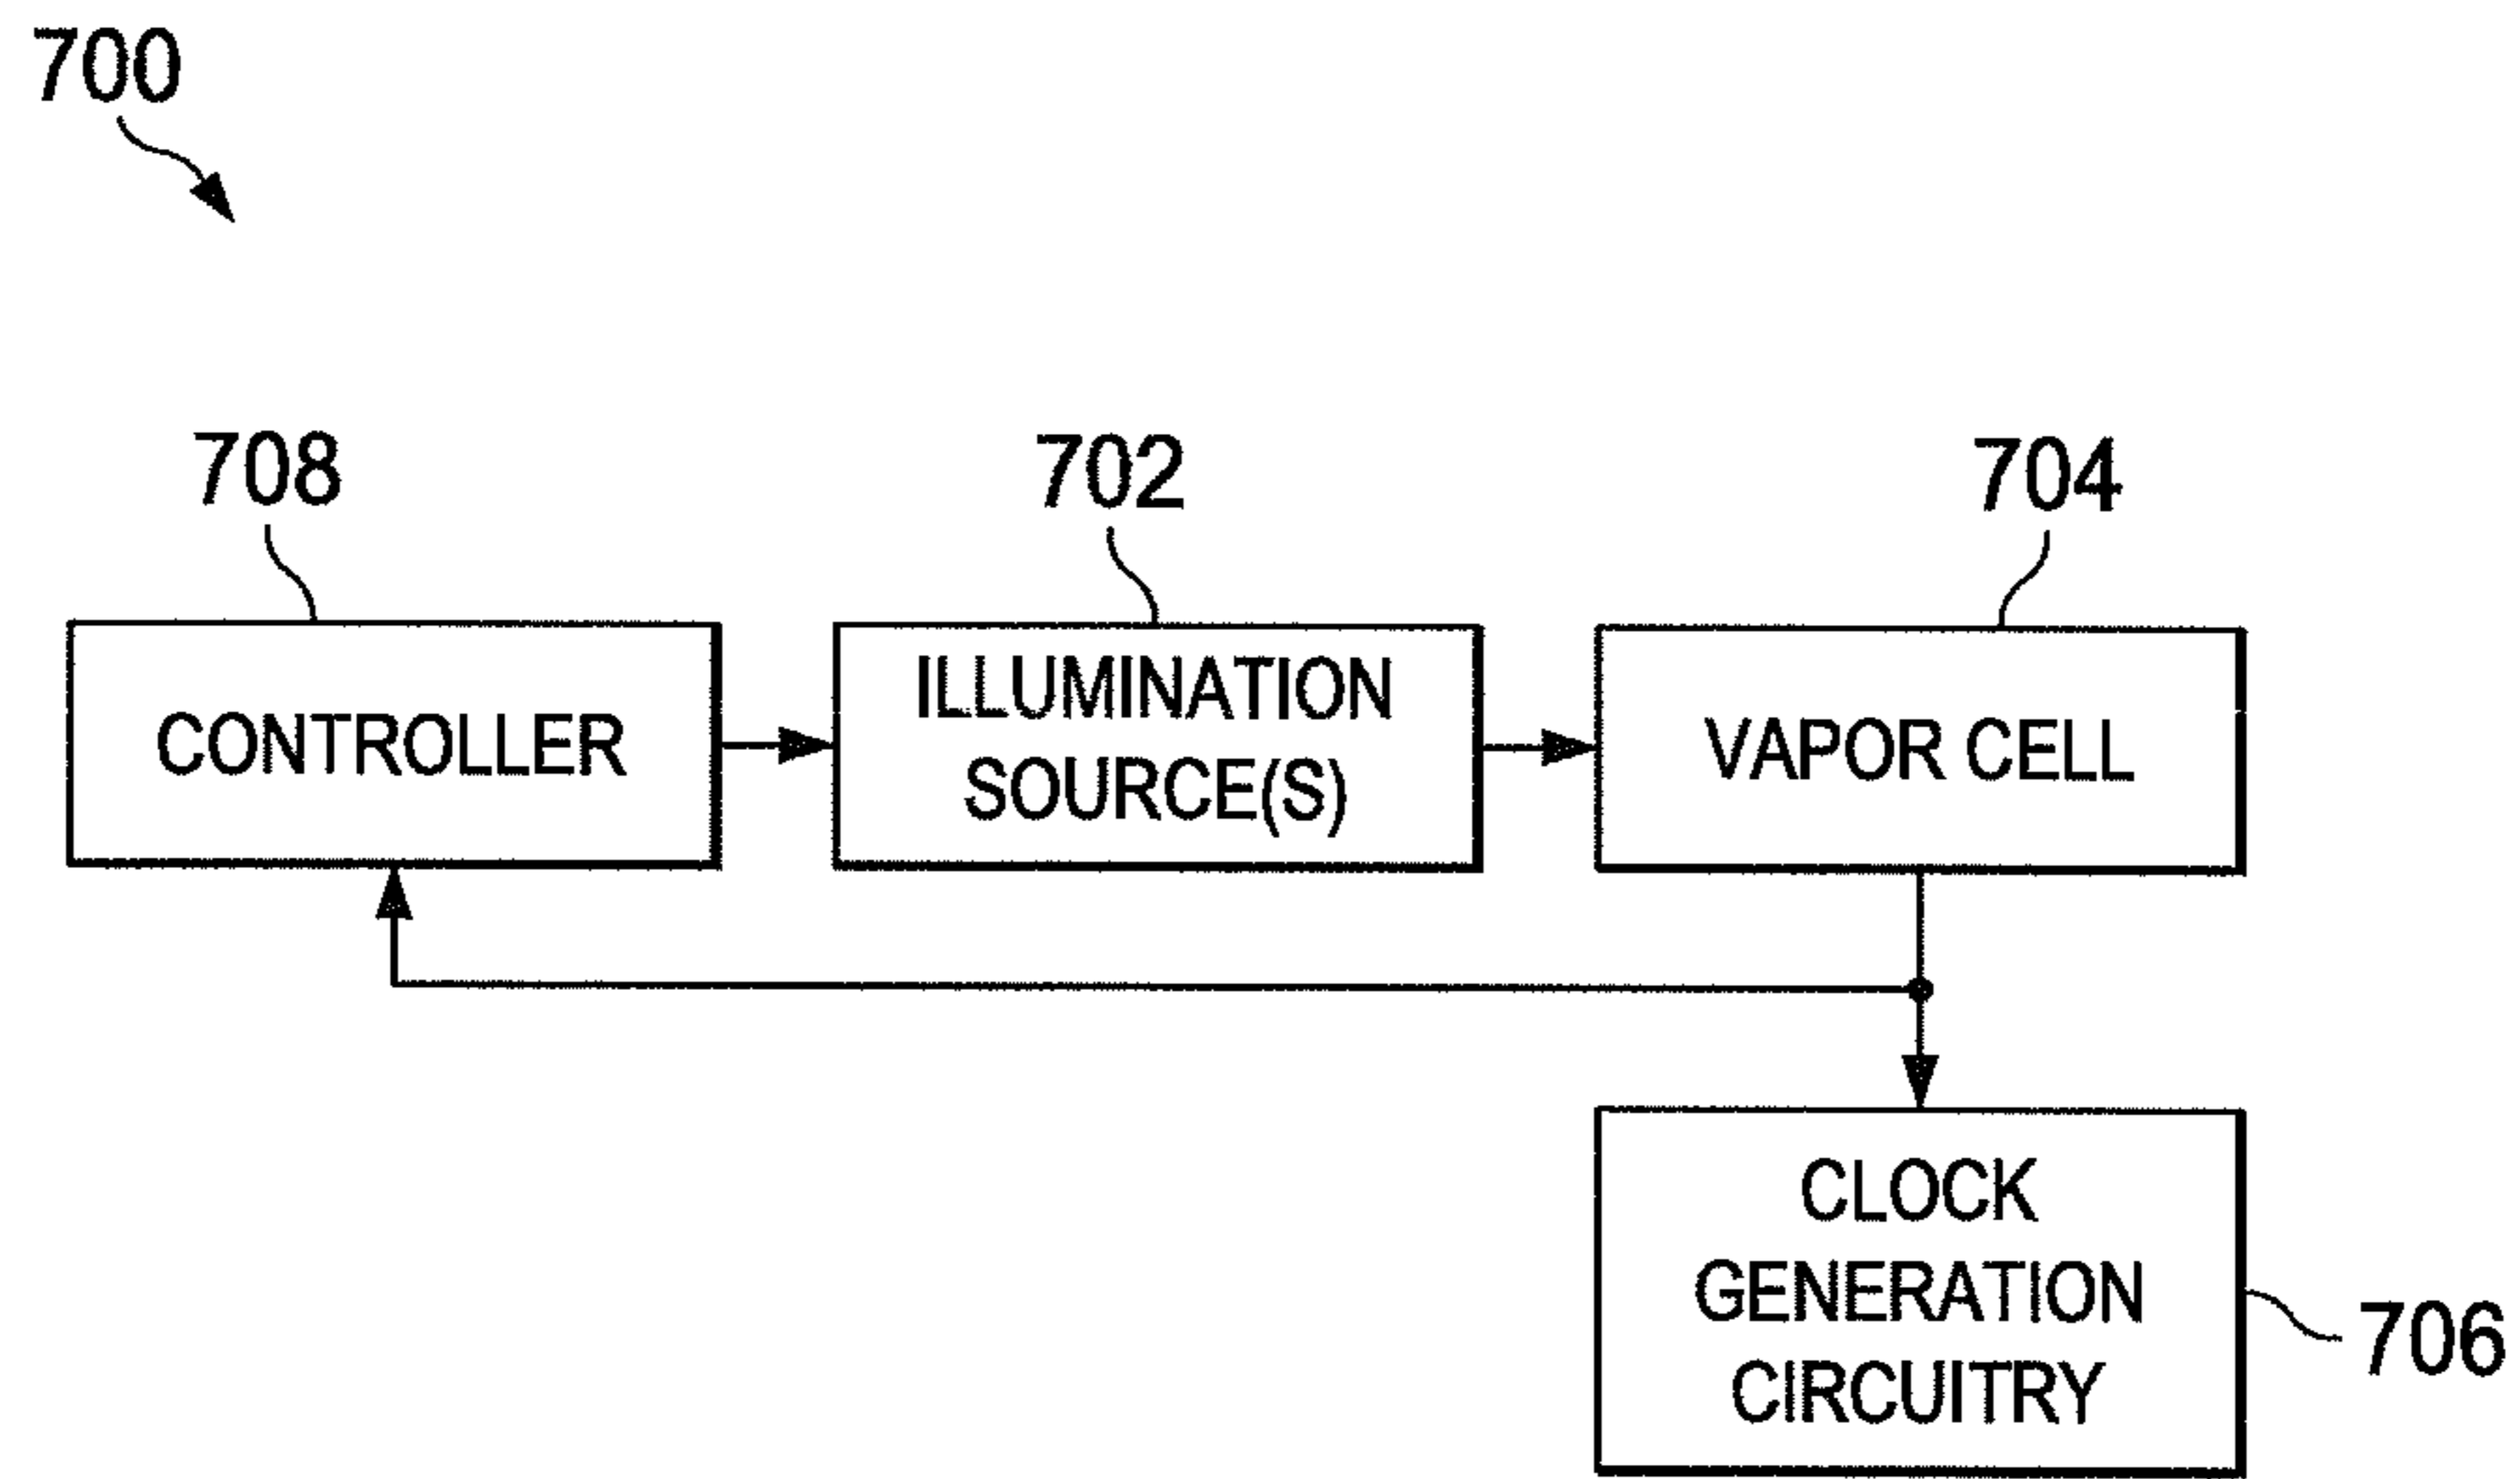 700
708
702
704
CONTROLLER
ILLUMINATION
SOURCE(S)
VAPOR CELL
CLOCK
GENERATION
CIRCUITRY
706